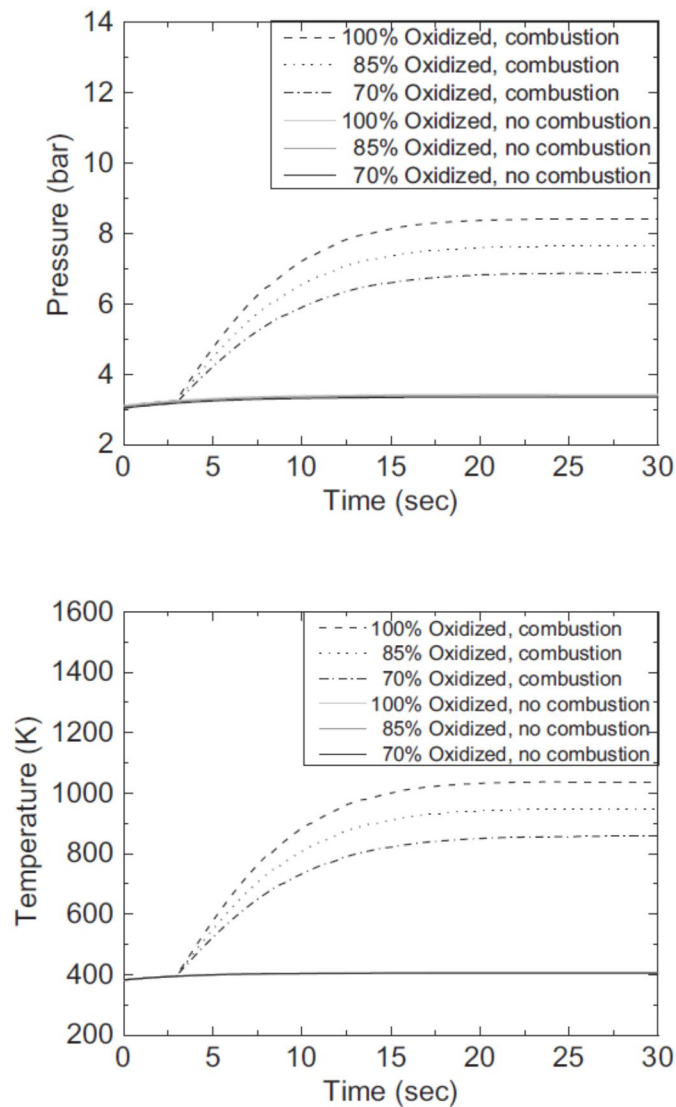 14
12
10
8
6
4
2
Pressure (bar)
100% Oxidized, combustion
85% Oxidized, combustion
70% Oxidized, combustion
100% Oxidized, no combustion
85% Oxidized, no combustion
70% Oxidized, no combustion
0 5 10 15 20 25 30
Time (sec)
1600
1400
1200
1000
800
600
400
200
Temperature (K)
100% Oxidized, combustion
85% Oxidized, combustion
70% Oxidized, combustion
100% Oxidized, no combustion
85% Oxidized, no combustion
70% Oxidized, no combustion
0 5 10 15 20 25 30
Time (sec)